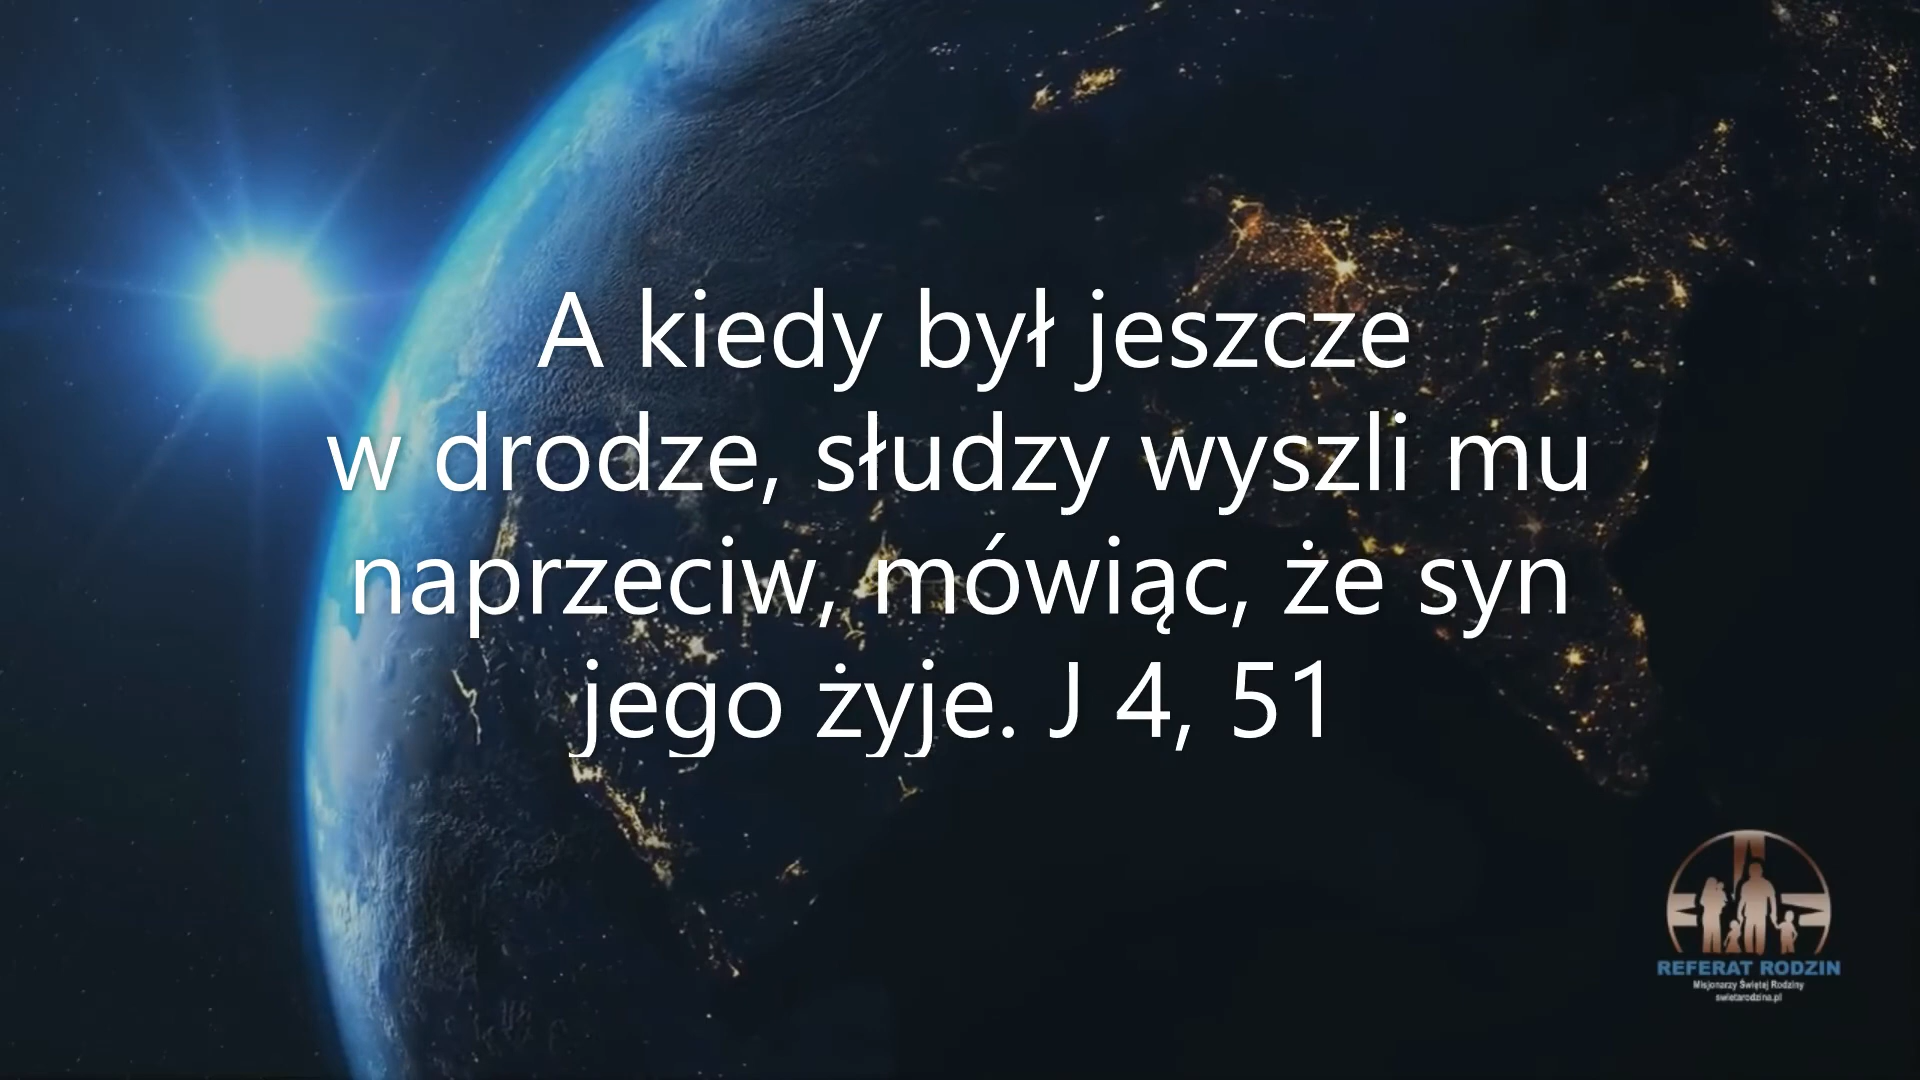 A kiedy był jeszcze
w drodze, słudzy wyszli mu
naprzeciw, mówiąc, że syn
jego żyje. J 4, 51
REFERAT RODZIN
Misjonarzy Świętej Rodziny
swietarodzina.pl